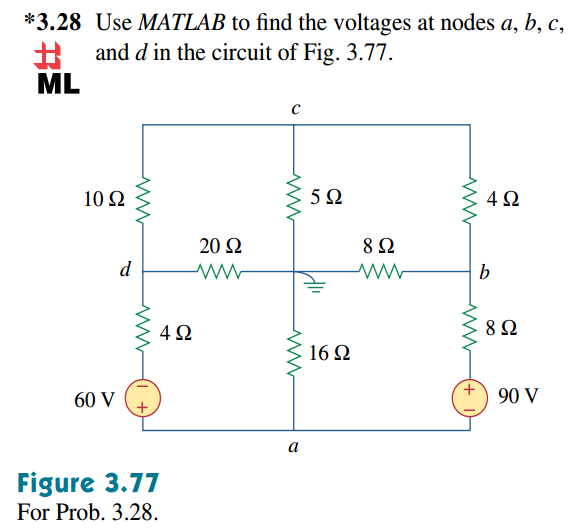 *3.28 Use MATLAB to find the voltages at nodes a, b, c,
and d in the circuit of Fig. 3.77.
ML
c
10 Ω
5 Ω
4 Ω
20 Ω
8 Ω
d
b
4 Ω
16 Ω
8 Ω
60 V
−
+
+
−
90 V
a
Figure 3.77
For Prob. 3.28.